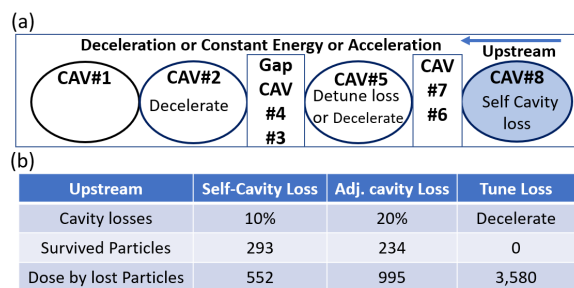 (a)
Deceleration or Constant Energy or Acceleration
Upstream
CAV#1
CAV#2
Decelerate
Gap
CAV
#4
#3
CAV#5
Detune loss
or Decelerate
CAV
#7
#6
CAV#8
Self Cavity
loss
(b)
Upstream Self-Cavity Loss Adj. cavity Loss Tune Loss
Cavity losses 10% 20% Decelerate
Survived Particles 293 234 0
Dose by lost Particles 552 995 3,580